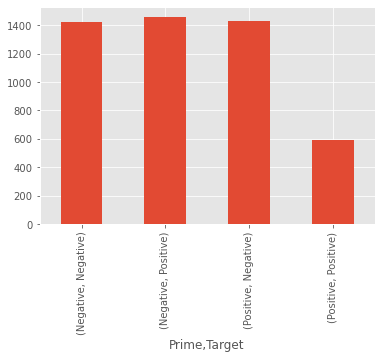 1400
1200
1000
800
600
400
200
0
(Negative, Negative)
(Negative, Positive)
(Positive, Negative)
(Positive, Positive)
Prime,Target